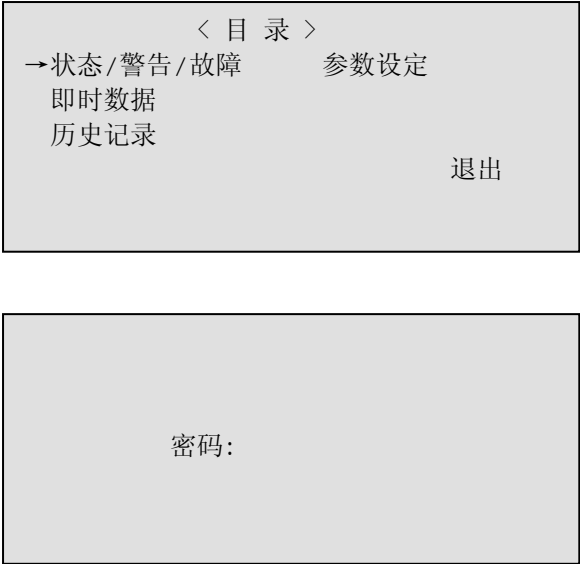 < 目 录 >
→状态/警告/故障 参数设定
即时数据
历史记录
退出
密码: